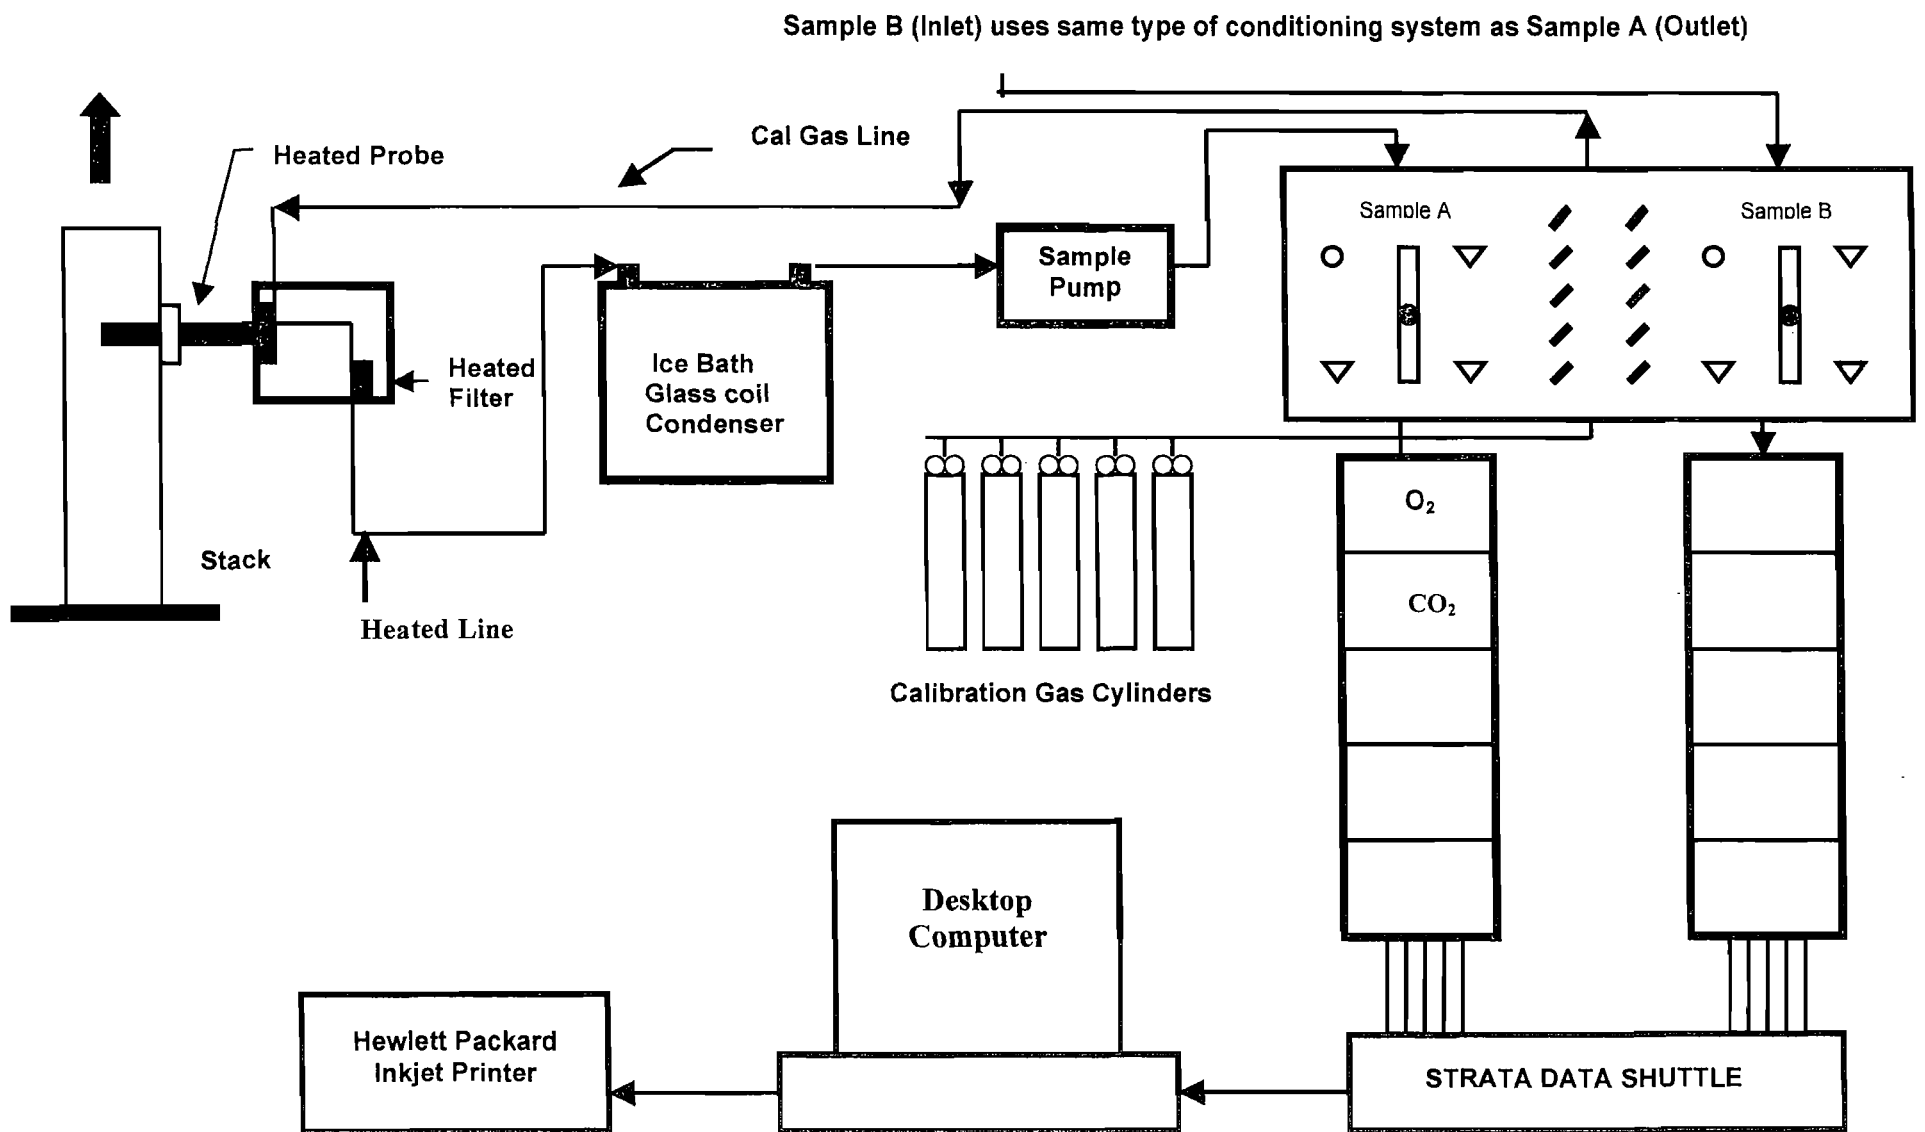 Sample B (Inlet) uses same type of conditioning system as Sample A (Outlet)
Cal Gas Line
Heated Probe
Sample A
Sample B
Sample
Pump
Ice Bath
Glass coil
Condenser
Heated
Filter
O₂
Stack
CO₂
Heated Line
Calibration Gas Cylinders
Desktop
Computer
Hewlett Packard
Inkjet Printer
STRATA DATA SHUTTLE